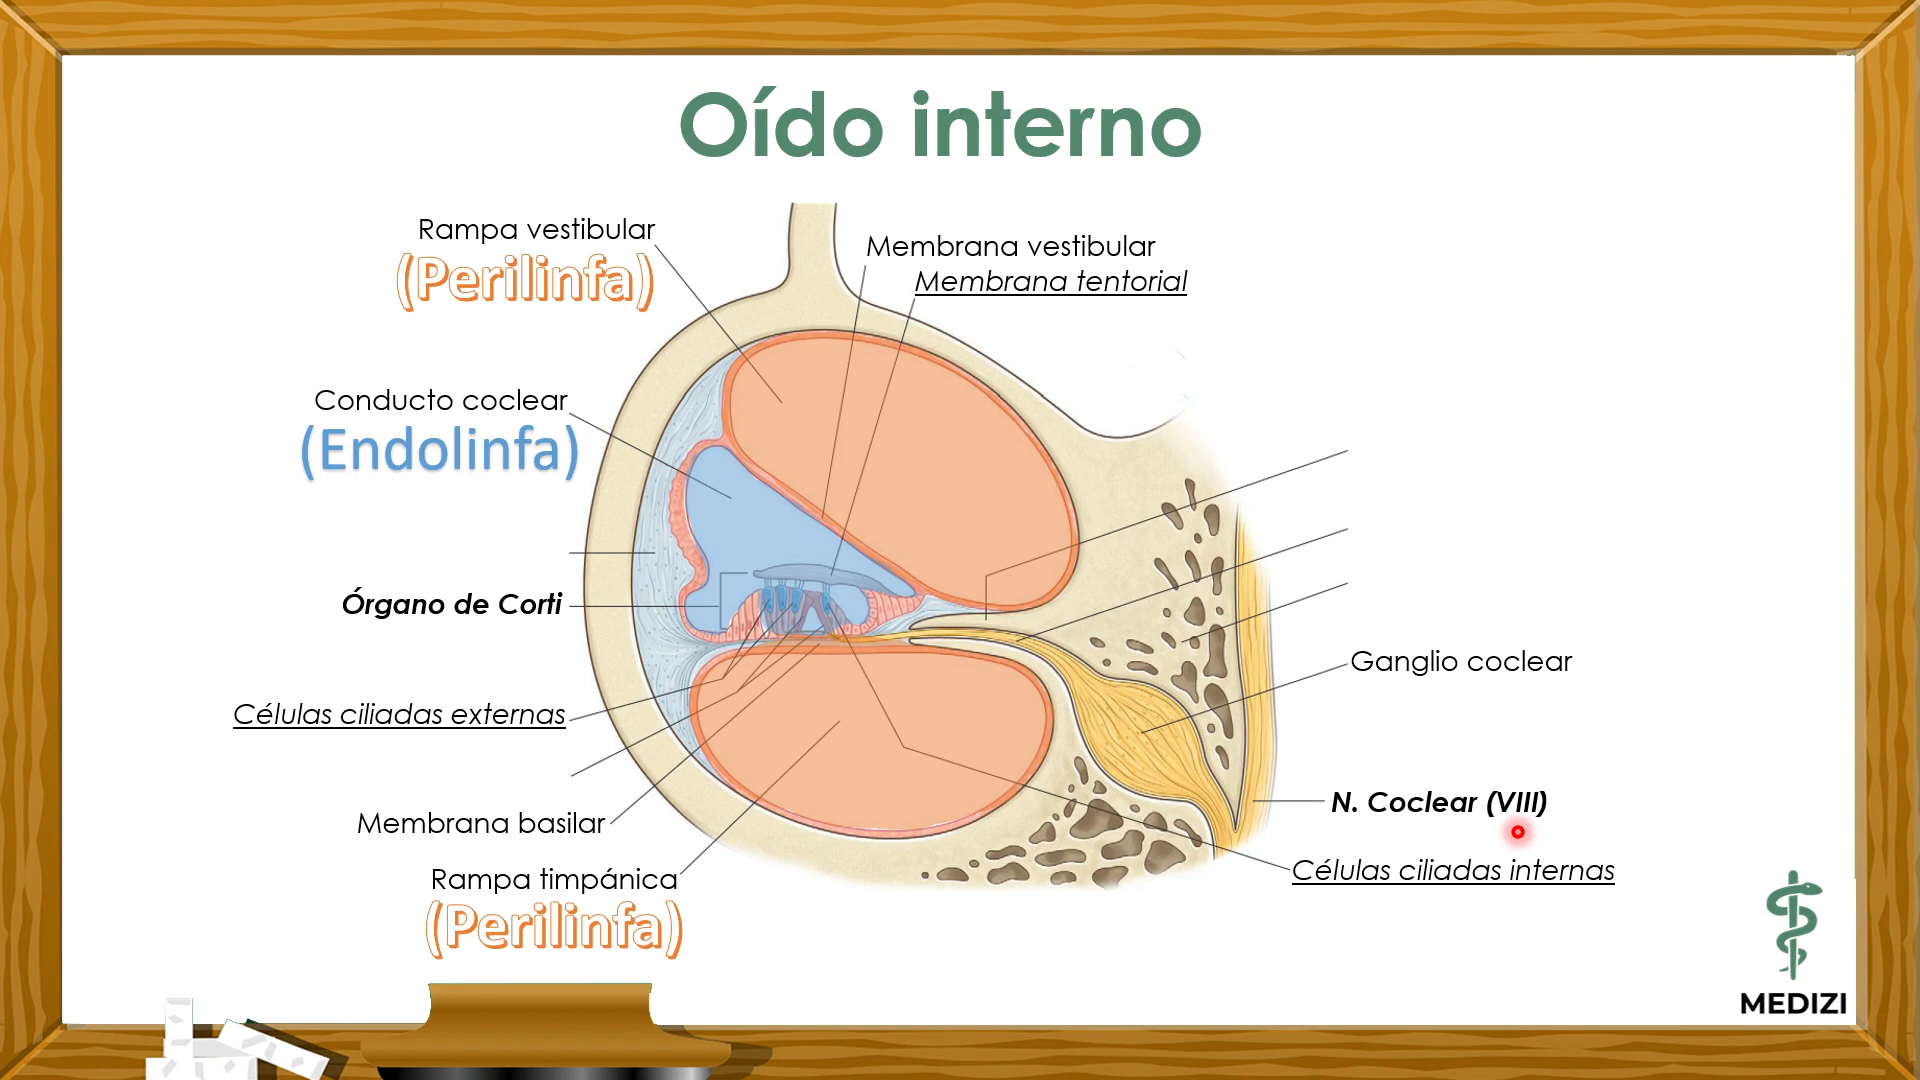 Oído interno
Rampa vestibular
(Perilinfa)
Membrana vestibular
Membrana tentorial
Conducto coclear
(Endolinfa)
Órgano de Corti
Ganglio coclear
Células ciliadas externas
N. Coclear (VIII)
Membrana basilar
Células ciliadas internas
Rampa timpánica
(Perilinfa)
MEDIZI